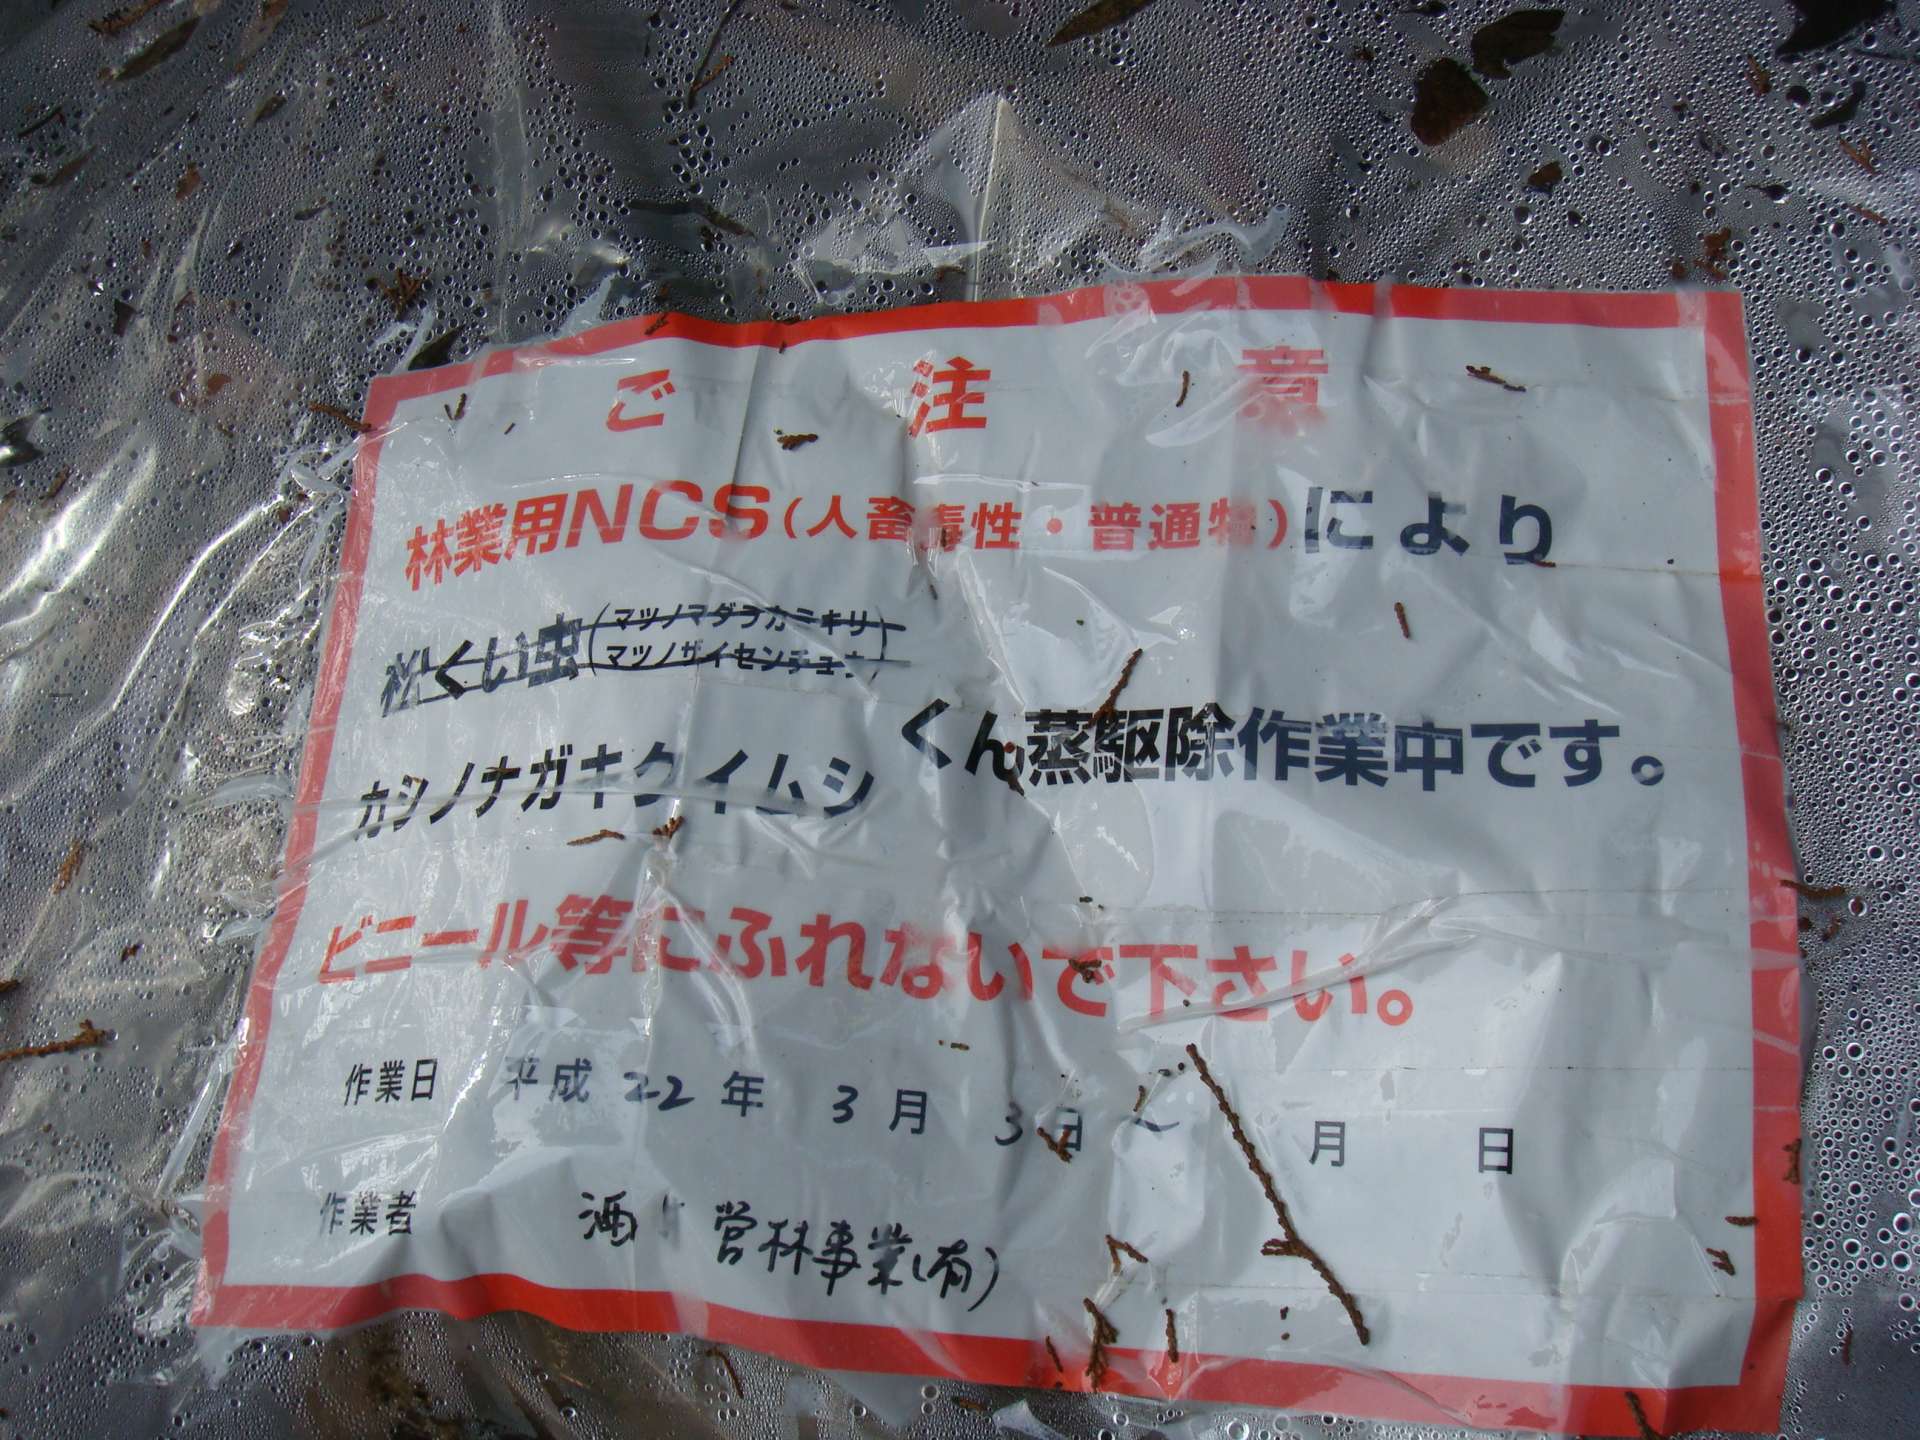 ご注意
林業用NCS(人畜毒性・普通物)により
松くい虫(マツノマダラカミキリ
マツノザイセンチュウ)
カシノナガキクイムシ くん蒸駆除作業中です。
ビニール等にふれないで下さい。
作業日 平成22年3月3日～ 月 日
作業者 酒井営林事業(有)